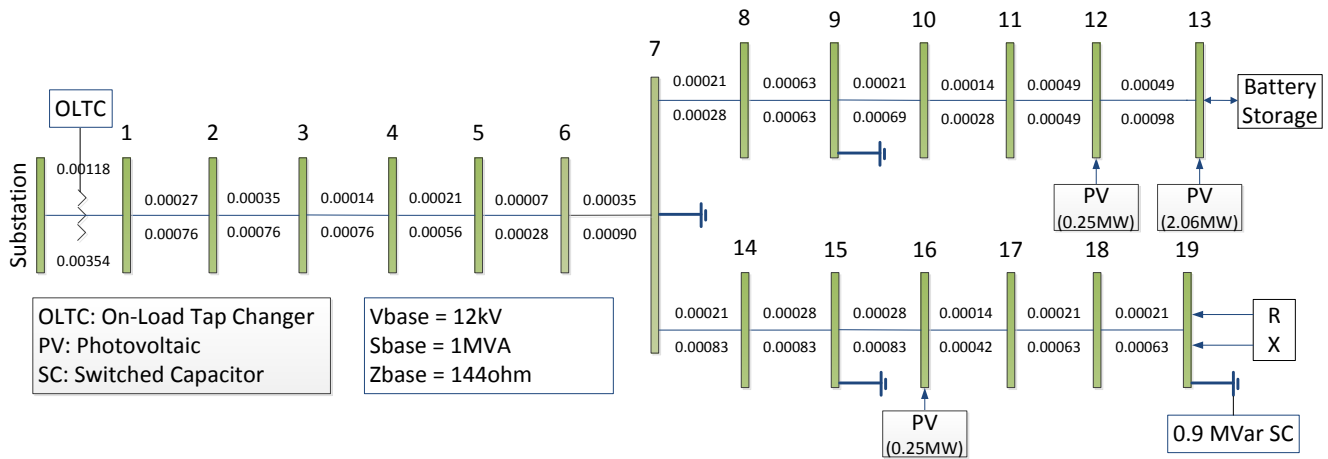 8 9 10 11 12 13
7
0.00021 0.00063 0.00021 0.00014 0.00049 0.00049
0.00028 0.00063 0.00069 0.00028 0.00049 0.00098
Battery
Storage
OLTC
1 2 3 4 5 6
PV
(0.25MW)
PV
(2.06MW)
Substation
0.00118 0.00027 0.00035 0.00014 0.00021 0.00007 0.00035
0.00354 0.00076 0.00076 0.00076 0.00056 0.00028 0.00090
14 15 16 17 18 19
0.00021 0.00028 0.00028 0.00014 0.00021 0.00021
0.00083 0.00083 0.00083 0.00042 0.00063 0.00063
R
X
OLTC: On-Load Tap Changer
PV: Photovoltaic
SC: Switched Capacitor
Vbase = 12kV
Sbase = 1MVA
Zbase = 144ohm
PV
(0.25MW)
0.9 MVar SC